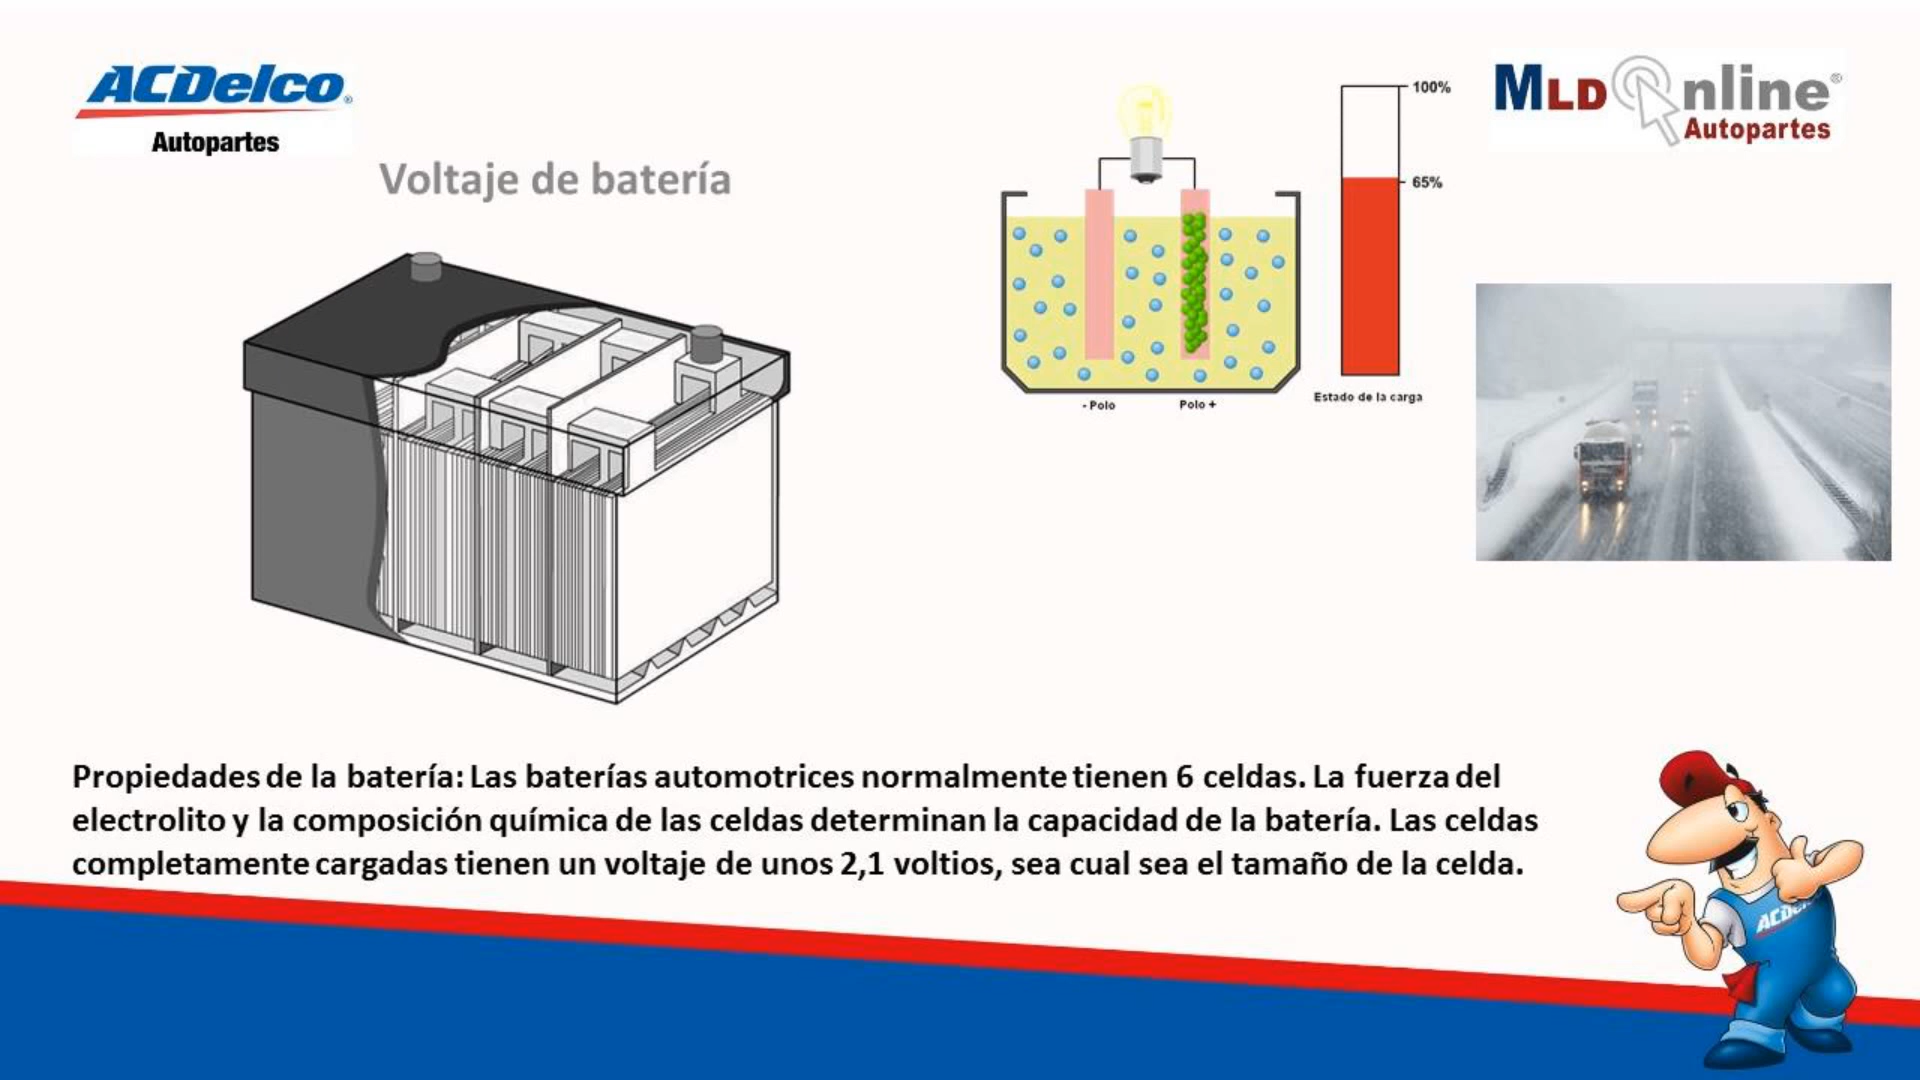 ACDelco®
Autopartes
Voltaje de batería
100%
65%
- Polo
Polo +
Estado de la carga
MLD Online®
Autopartes
Propiedades de la batería: Las baterías automotrices normalmente tienen 6 celdas. La fuerza del
electrolito y la composición química de las celdas determinan la capacidad de la batería. Las celdas
completamente cargadas tienen un voltaje de unos 2,1 voltios, sea cual sea el tamaño de la celda.
ACDelco